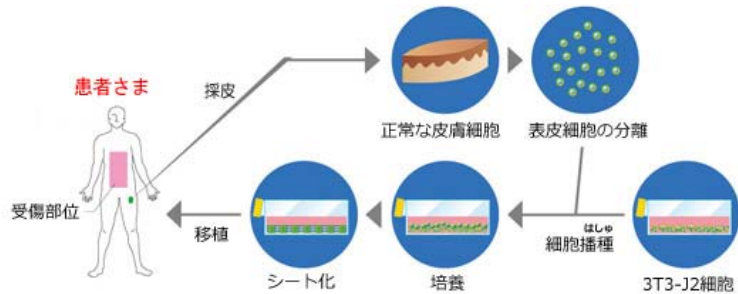 患者さま
採皮
正常な皮膚細胞
表皮細胞の分離
受傷部位
移植
シート化
培養
はしゅ
細胞播種
3T3-J2細胞